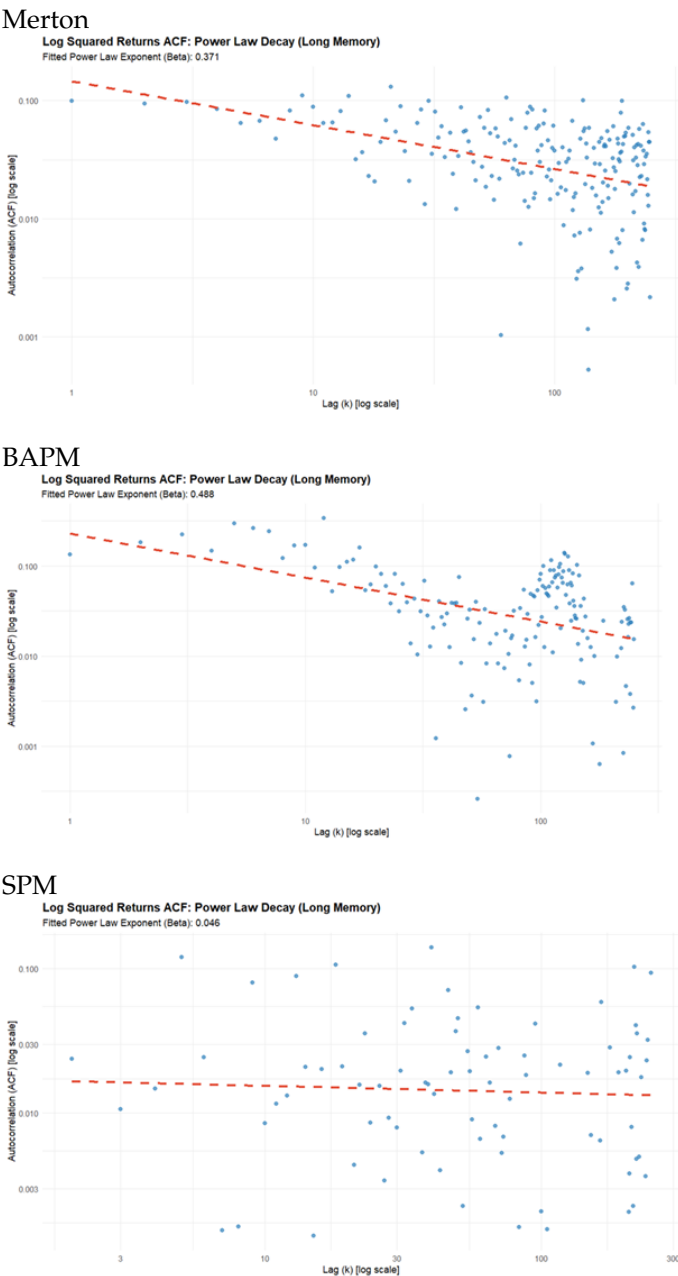 Merton
Log Squared Returns ACF: Power Law Decay (Long Memory)
Fitted Power Law Exponent (Beta): 0.371
Autocorrelation (ACF) [log scale]
0.100
0.010
0.001
1
10
100
Lag (k) [log scale]
BAPM
Log Squared Returns ACF: Power Law Decay (Long Memory)
Fitted Power Law Exponent (Beta): 0.488
Autocorrelation (ACF) [log scale]
0.100
0.010
0.001
1
10
100
Lag (k) [log scale]
SPM
Log Squared Returns ACF: Power Law Decay (Long Memory)
Fitted Power Law Exponent (Beta): 0.046
Autocorrelation (ACF) [log scale]
0.100
0.030
0.010
0.003
3
10
30
100
300
Lag (k) [log scale]